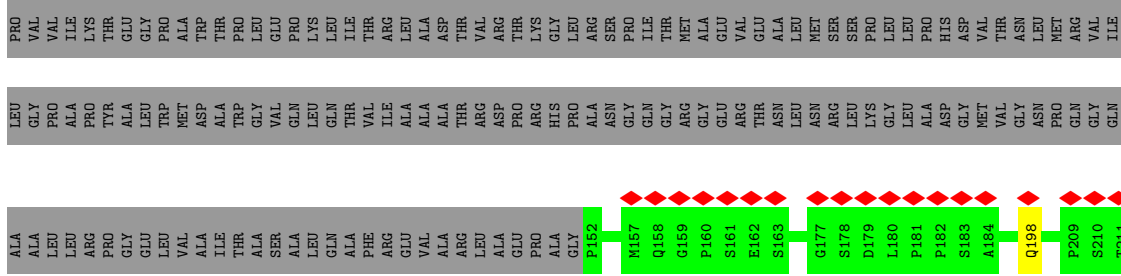 PRO VAL VAL ILE LYS THR GLU GLY PRO ALA TRP THR GLU PRO LEU GLU PRO LYS LEU ILE THR ARG LEU ALA ASP THR VAL ARG THR LYS GLY LEU ARG SER PRO ILE THR MET ALA GLU VAL GLU ALA LEU MET SER SER PRO LEU LEU PRO HIS ASP VAL THR ASN LEU MET ARG VAL ILE
LEU GLY PRO ALA PRO TYR ALA LEU TRP MET ASP ALA TRP GLY VAL GLN LEU GLN THR VAL ILE ALA ALA ALA THR ARG ASP PRO ARG HIS PRO ALA ASN GLY GLN GLY ARG GLY GLU ARG THR ASN LEU ASN ARG LEU LYS GLY LEU ALA ASP GLY MET VAL GLY ASN PRO GLN GLY GLN
ALA ALA LEU LEU ARG PRO GLY GLU LEU VAL ALA ILE THR ALA SER ALA LEU GLN ALA PHE ARG GLU VAL ALA ARG LEU ALA GLU PRO ALA GLY P152 M157 Q158 G159 P160 S161 E162 S163 G177 S178 D179 L180 P181 P182 S183 A184 Q198 P209 S210